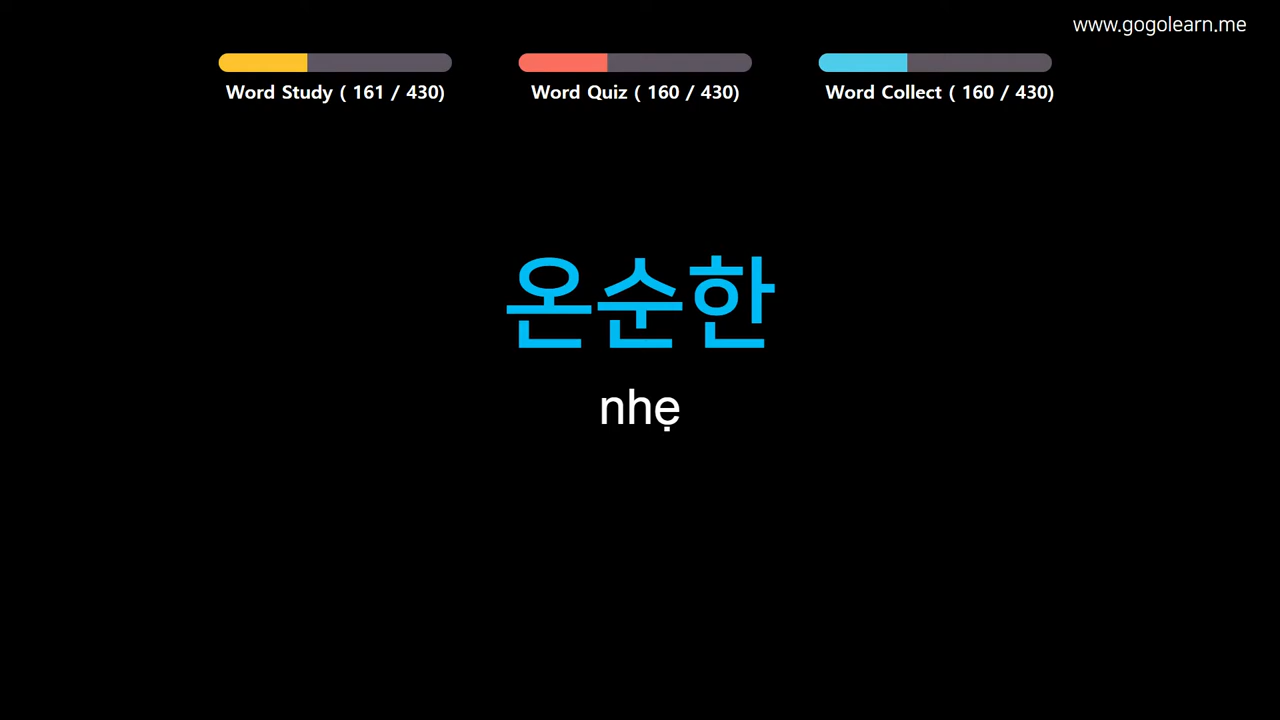 www.gogolearn.me
Word Study ( 161 / 430)
Word Quiz ( 160 / 430)
Word Collect ( 160 / 430)
온순한
nhẹ